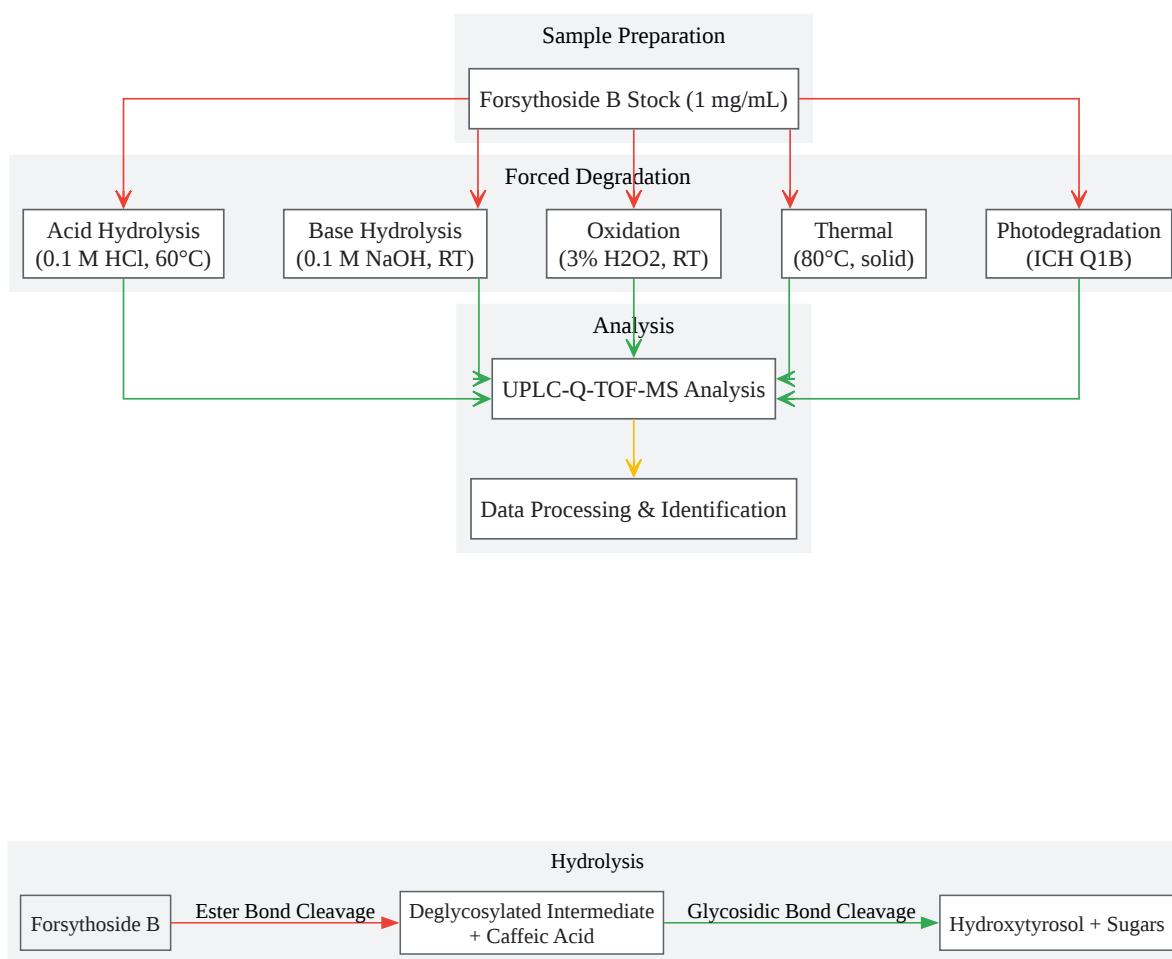 Sample Preparation
Forsythoside B Stock (1 mg/mL)
Forced Degradation
Acid Hydrolysis
(0.1 M HCl, 60°C)
Base Hydrolysis
(0.1 M NaOH, RT)
Oxidation
(3% H2O2, RT)
Thermal
(80°C, solid)
Photodegradation
(ICH Q1B)
Analysis
UPLC-Q-TOF-MS Analysis
Data Processing & Identification
Hydrolysis
Forsythoside B
Ester Bond Cleavage
Deglycosylated Intermediate
+ Caffeic Acid
Glycosidic Bond Cleavage
Hydroxytyrosol + Sugars